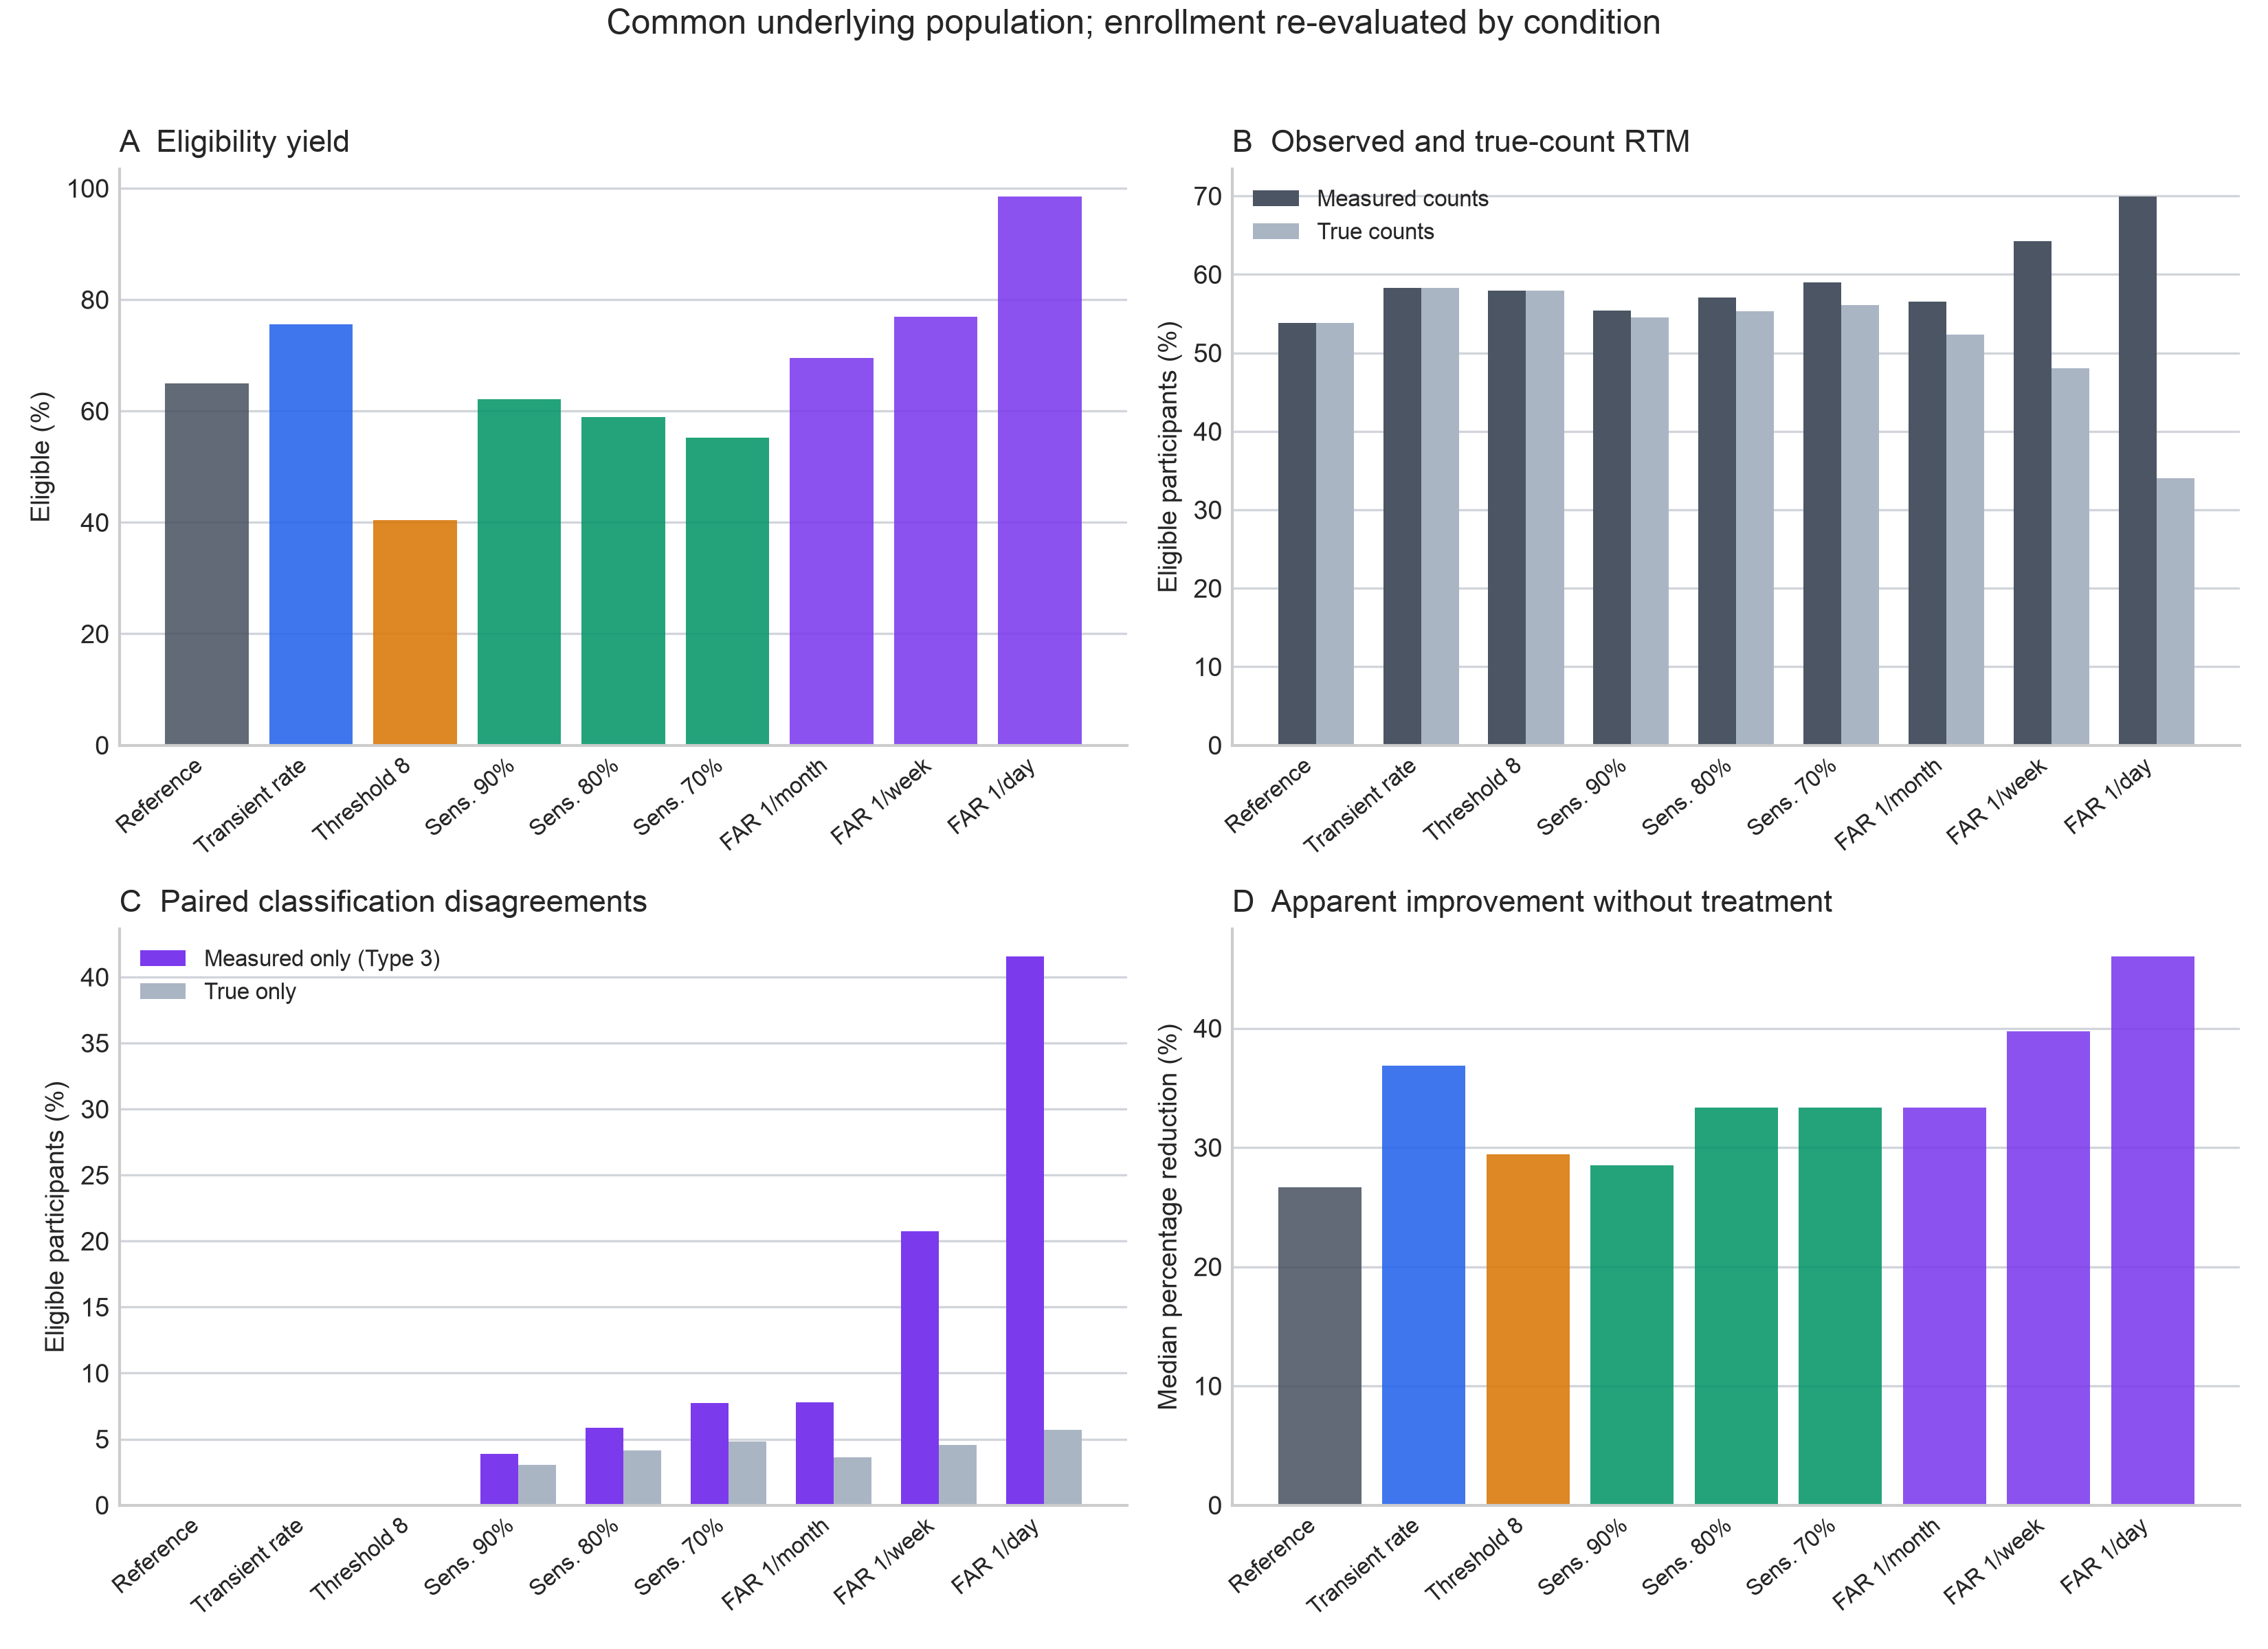 Common underlying population; enrollment re-evaluated by condition
A Eligibility yield
Eligible (%)
100
80
60
40
20
0
Reference
Transient rate
Threshold 8
Sens. 90%
Sens. 80%
Sens. 70%
FAR 1/month
FAR 1/week
FAR 1/day
B Observed and true-count RTM
Measured counts
True counts
Eligible participants (%)
70
60
50
40
30
20
10
0
Reference
Transient rate
Threshold 8
Sens. 90%
Sens. 80%
Sens. 70%
FAR 1/month
FAR 1/week
FAR 1/day
C Paired classification disagreements
Measured only (Type 3)
True only
Eligible participants (%)
40
35
30
25
20
15
10
5
0
Reference
Transient rate
Threshold 8
Sens. 90%
Sens. 80%
Sens. 70%
FAR 1/month
FAR 1/week
FAR 1/day
D Apparent improvement without treatment
Median percentage reduction (%)
40
30
20
10
0
Reference
Transient rate
Threshold 8
Sens. 90%
Sens. 80%
Sens. 70%
FAR 1/month
FAR 1/week
FAR 1/day